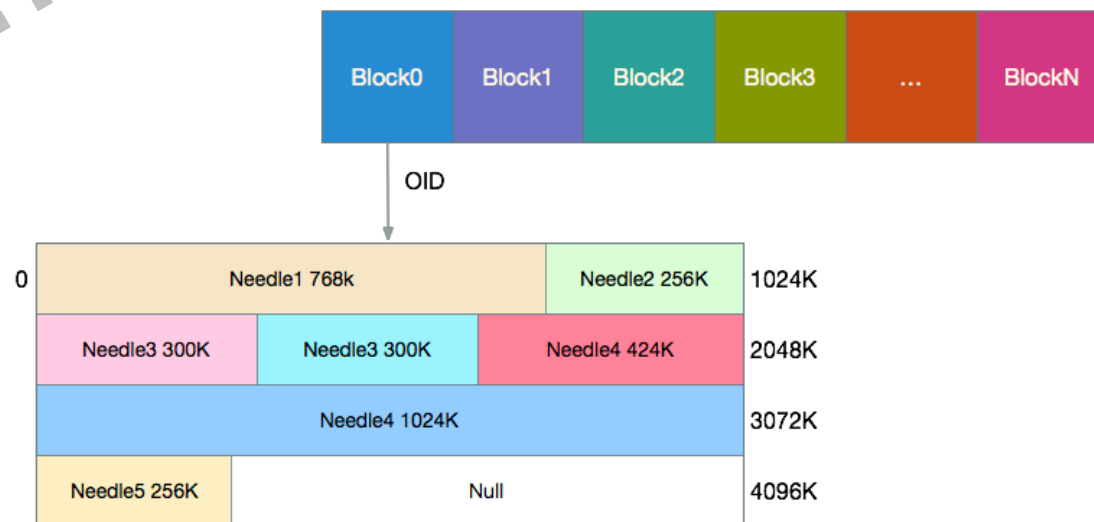 Block0 Block1 Block2 Block3 ... BlockN
OID
0 Needle1 768k Needle2 256K 1024K
Needle3 300K Needle3 300K Needle4 424K 2048K
Needle4 1024K 3072K
Needle5 256K Null 4096K